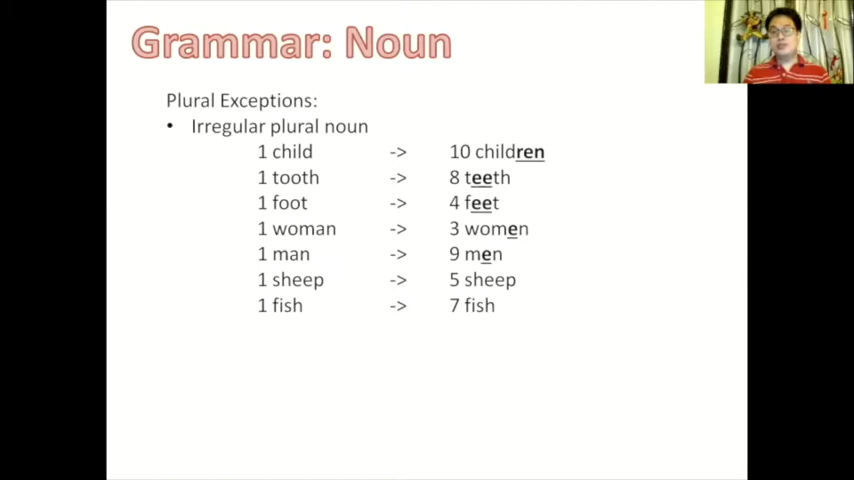 Grammar: Noun
Plural Exceptions:
• Irregular plural noun
1 child -> 10 children
1 tooth -> 8 teeth
1 foot -> 4 feet
1 woman -> 3 women
1 man -> 9 men
1 sheep -> 5 sheep
1 fish -> 7 fish